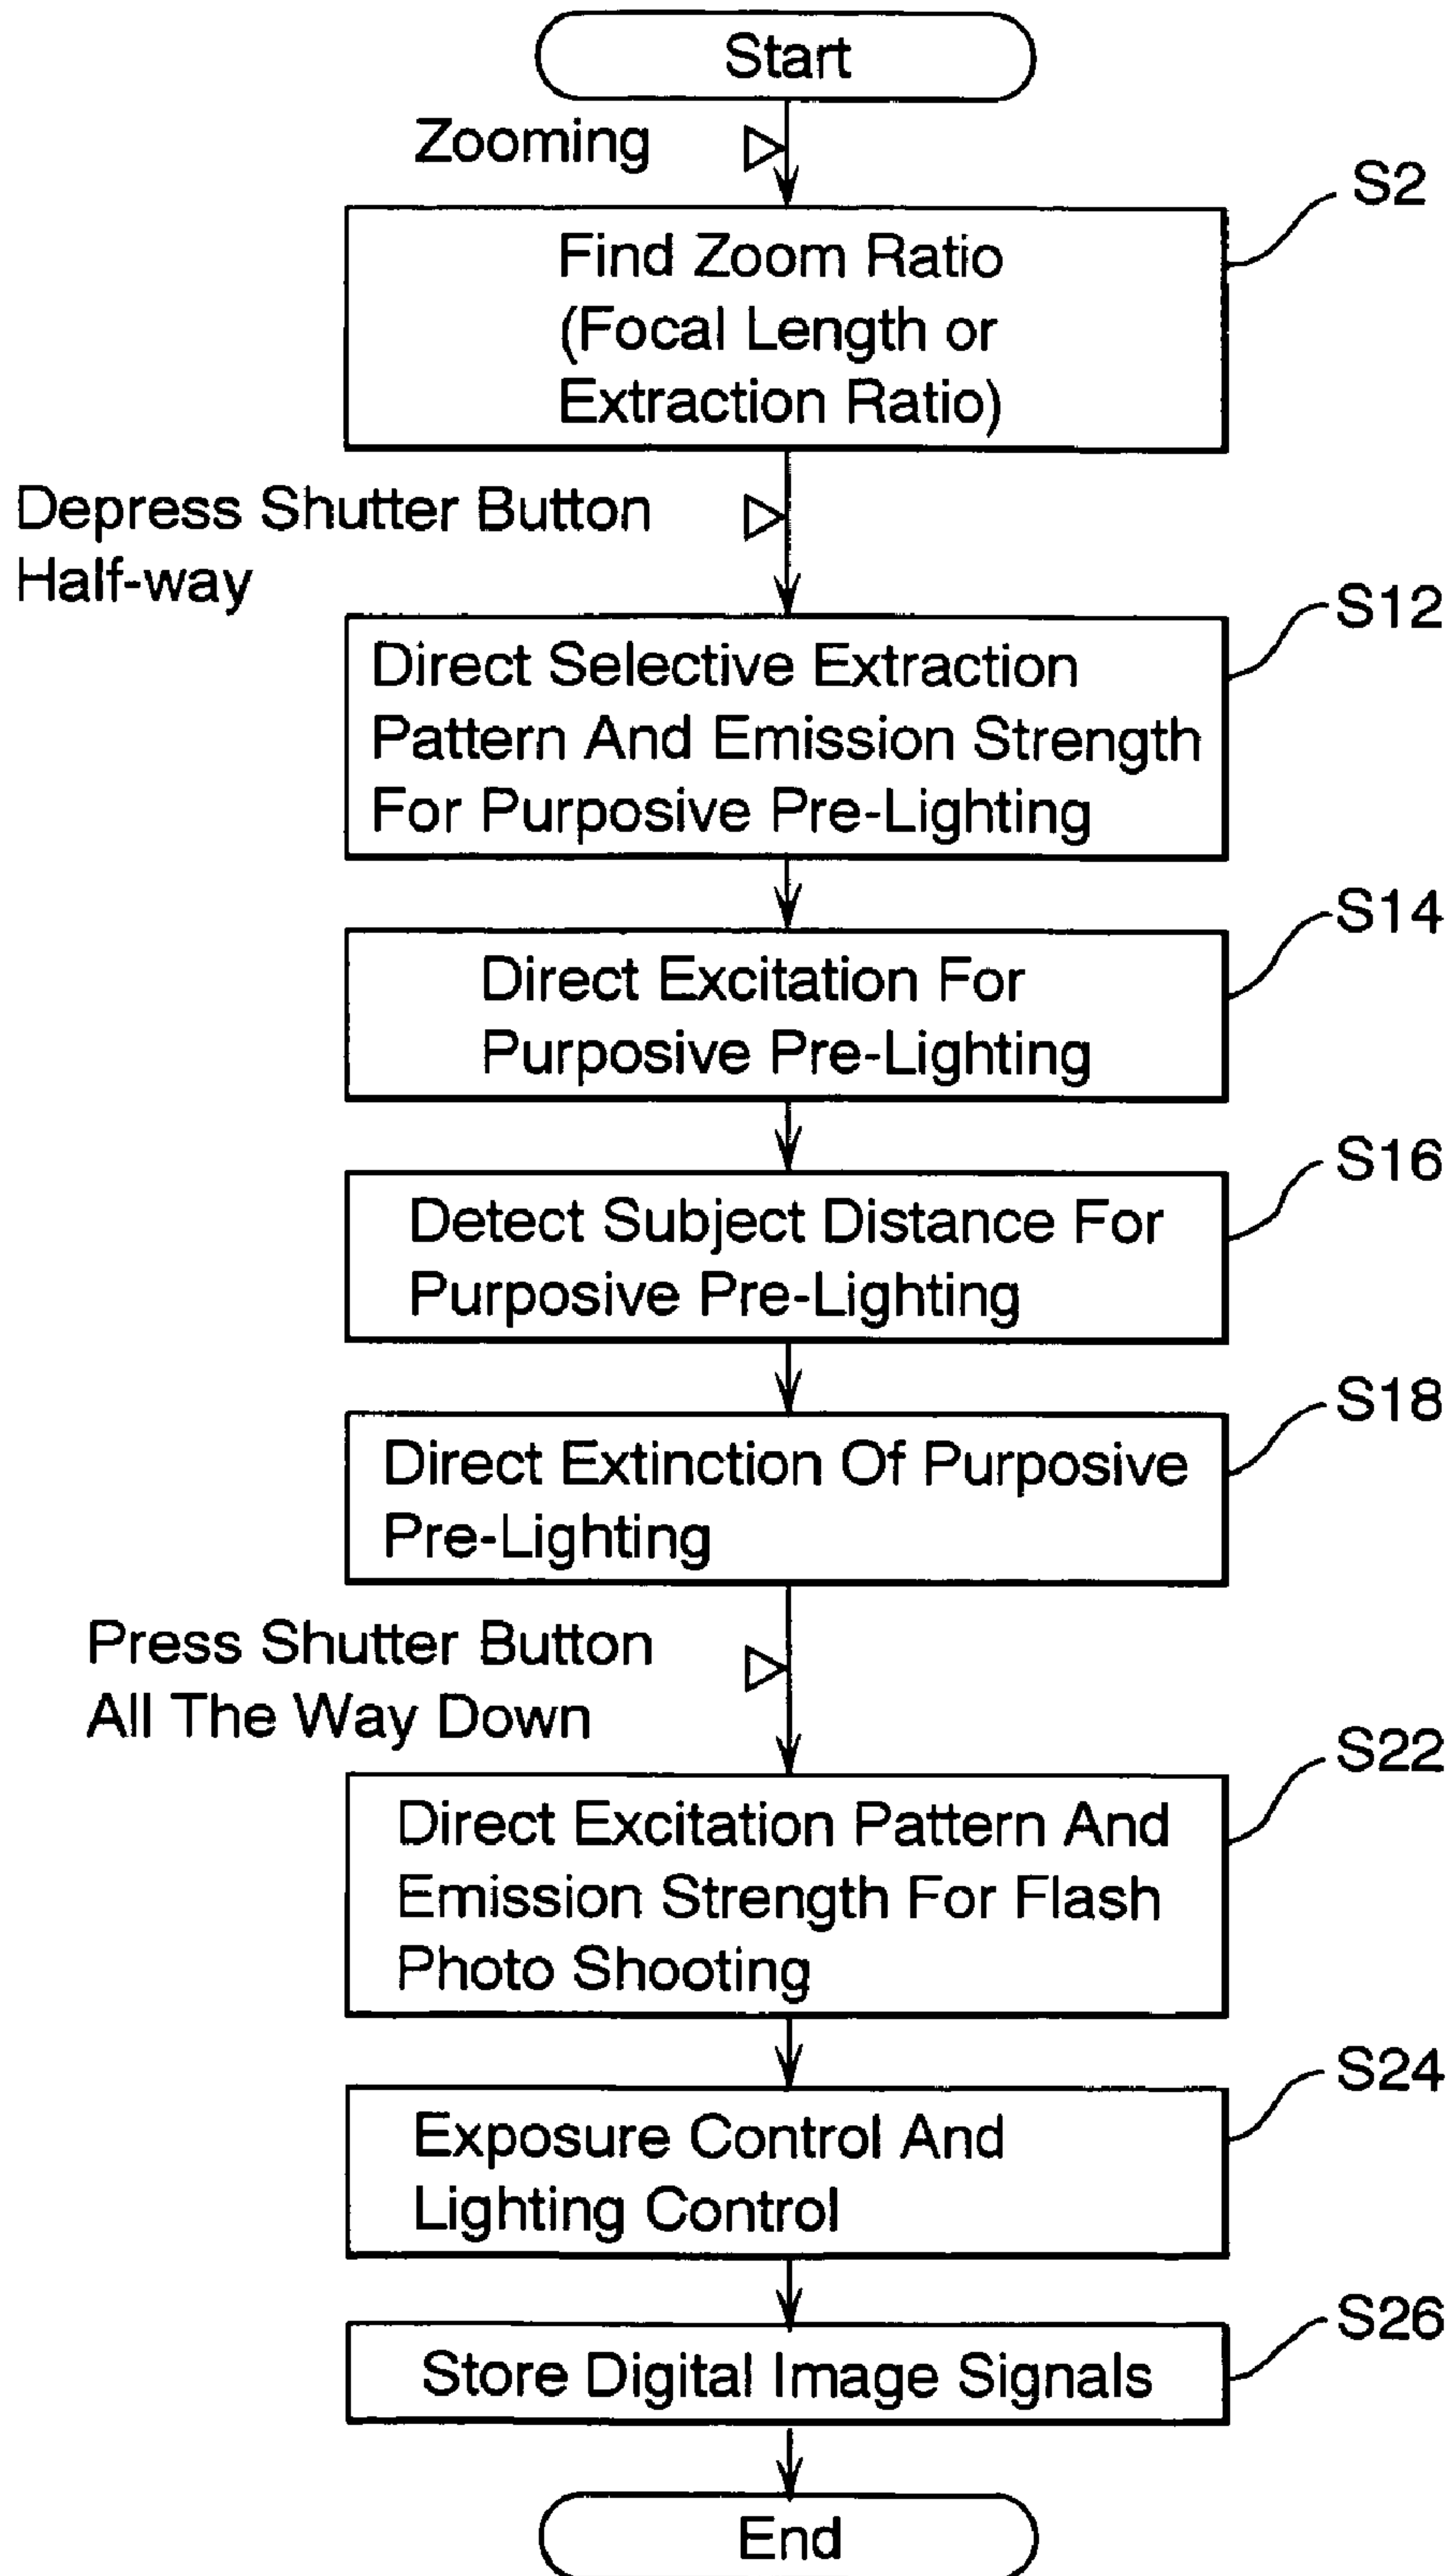 Start
Zooming
S2
Find Zoom Ratio
(Focal Length or
Extraction Ratio)
Depress Shutter Button
Half-way
S12
Direct Selective Extraction
Pattern And Emission Strength
For Purposive Pre-Lighting
S14
Direct Excitation For
Purposive Pre-Lighting
S16
Detect Subject Distance For
Purposive Pre-Lighting
S18
Direct Extinction Of Purposive
Pre-Lighting
Press Shutter Button
All The Way Down
S22
Direct Excitation Pattern And
Emission Strength For Flash
Photo Shooting
S24
Exposure Control And
Lighting Control
S26
Store Digital Image Signals
End